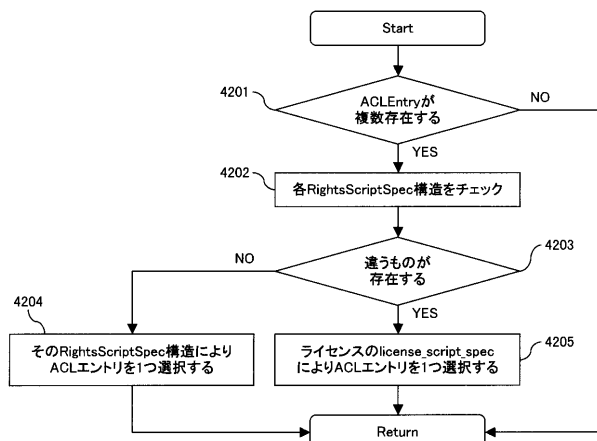 Start
4201
ACLEntryが
複数存在する
NO
YES
4202
各RightsScriptSpec構造をチェック
4203
違うものが
存在する
NO
YES
4204
そのRightsScriptSpec構造により
ACLエントリを1つ選択する
4205
ライセンスのlicense_script_spec
によりACLエントリを1つ選択する
Return